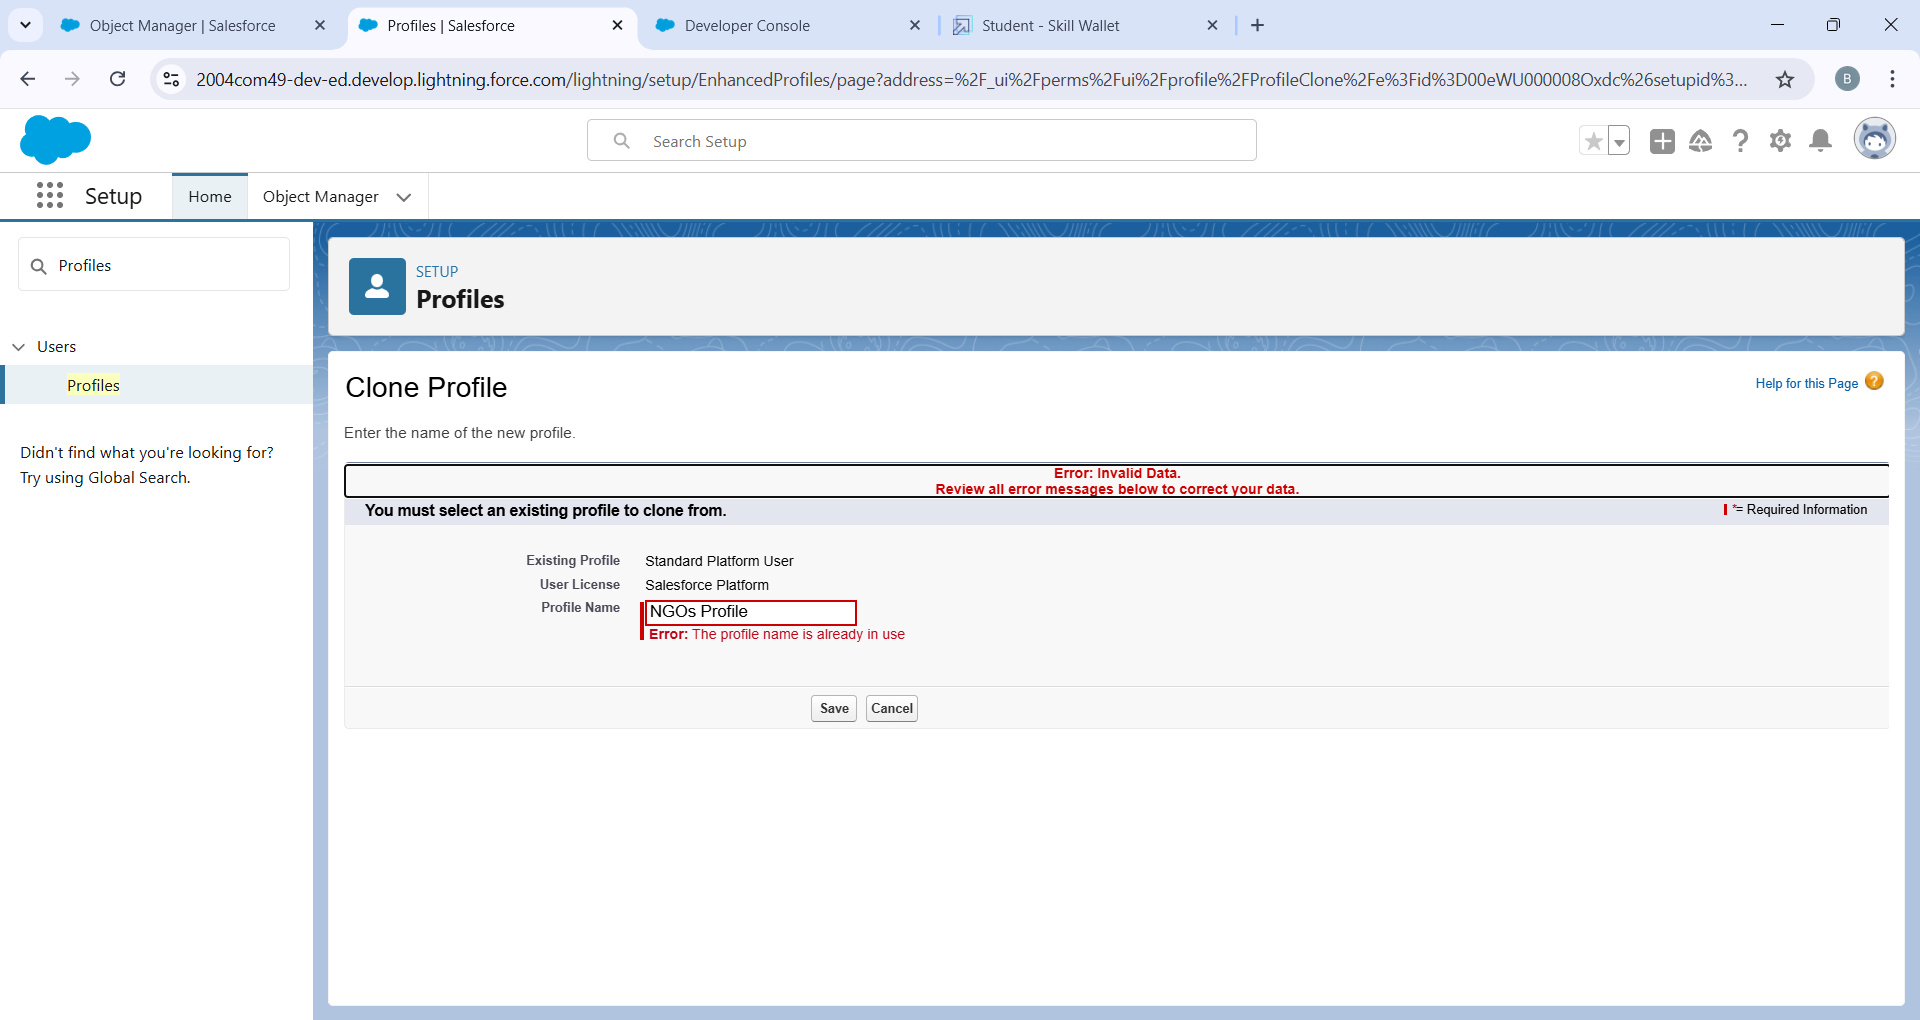 Object Manager | Salesforce
Profiles | Salesforce
Developer Console
Student - Skill Wallet
2004com49-dev-ed.develop.lightning.force.com/lightning/setup/EnhancedProfiles/page?address=%2F_ui%2Fperms%2Fui%2Fprofile%2FProfileClone%2Fe%3Fid%3D00eWU000008Oxdc%26setupid%3...
B
Search Setup
Setup
Home
Object Manager
Profiles
Users
Profiles
Didn't find what you're looking for?
Try using Global Search.
SETUP
Profiles
Clone Profile
Help for this Page ?
Enter the name of the new profile.
Error: Invalid Data.
Review all error messages below to correct your data.
You must select an existing profile to clone from.
*= Required Information
Existing Profile Standard Platform User
User License Salesforce Platform
Profile Name NGOs Profile
Error: The profile name is already in use
Save Cancel